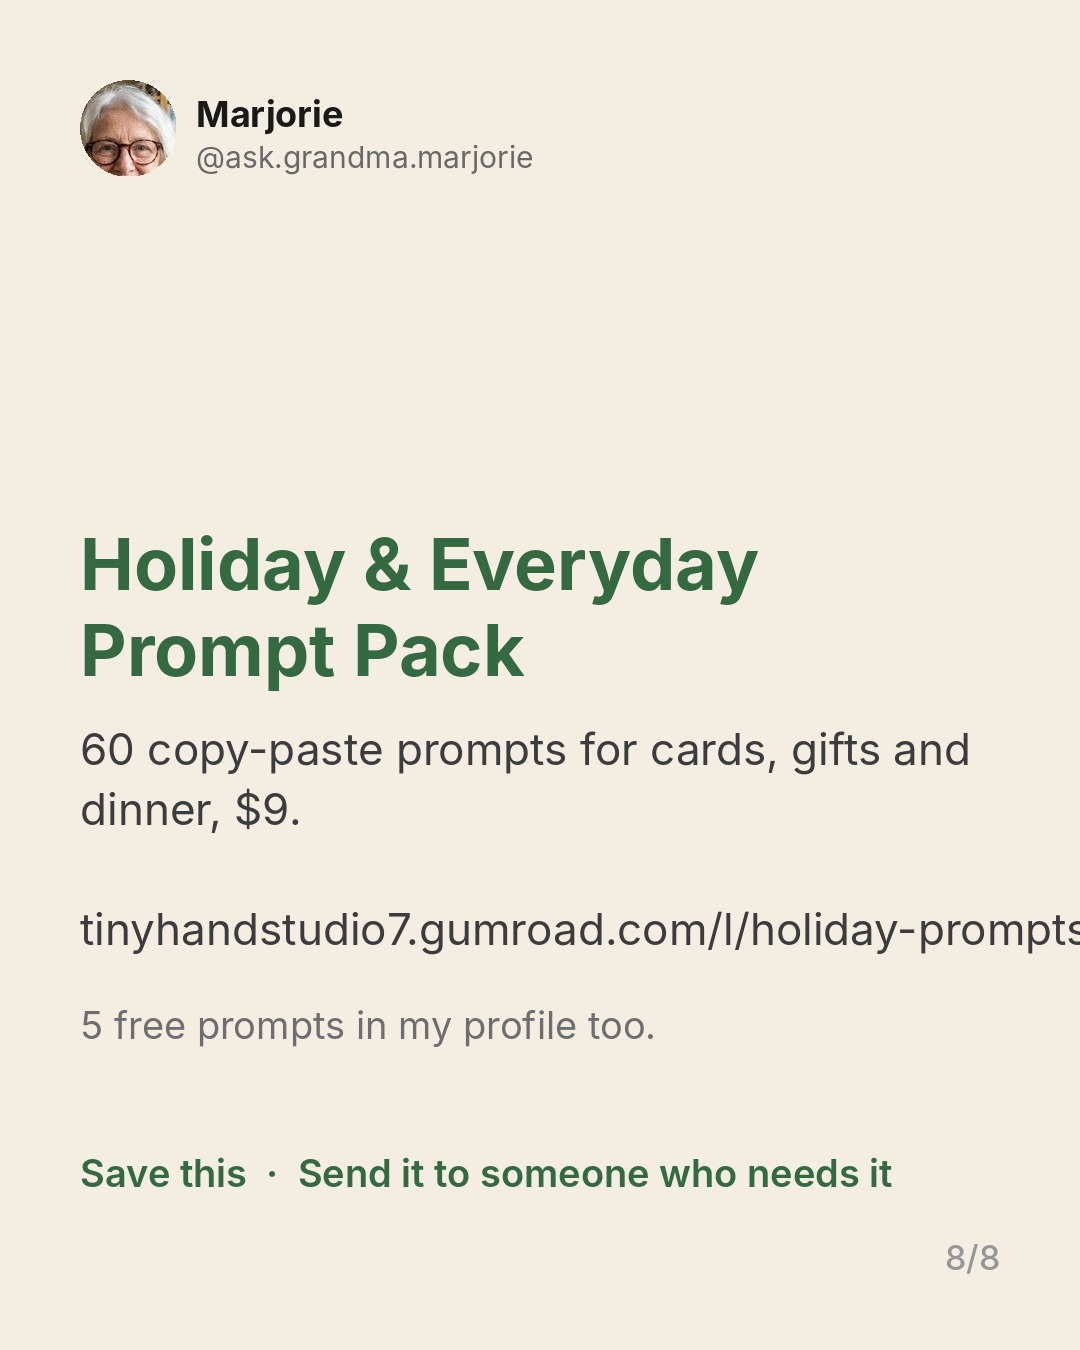 Marjorie
@ask.grandma.marjorie
Holiday & Everyday
Prompt Pack
60 copy-paste prompts for cards, gifts and
dinner, $9.
tinyhandstudio7.gumroad.com/l/holiday-prompts
5 free prompts in my profile too.
Save this · Send it to someone who needs it
8/8